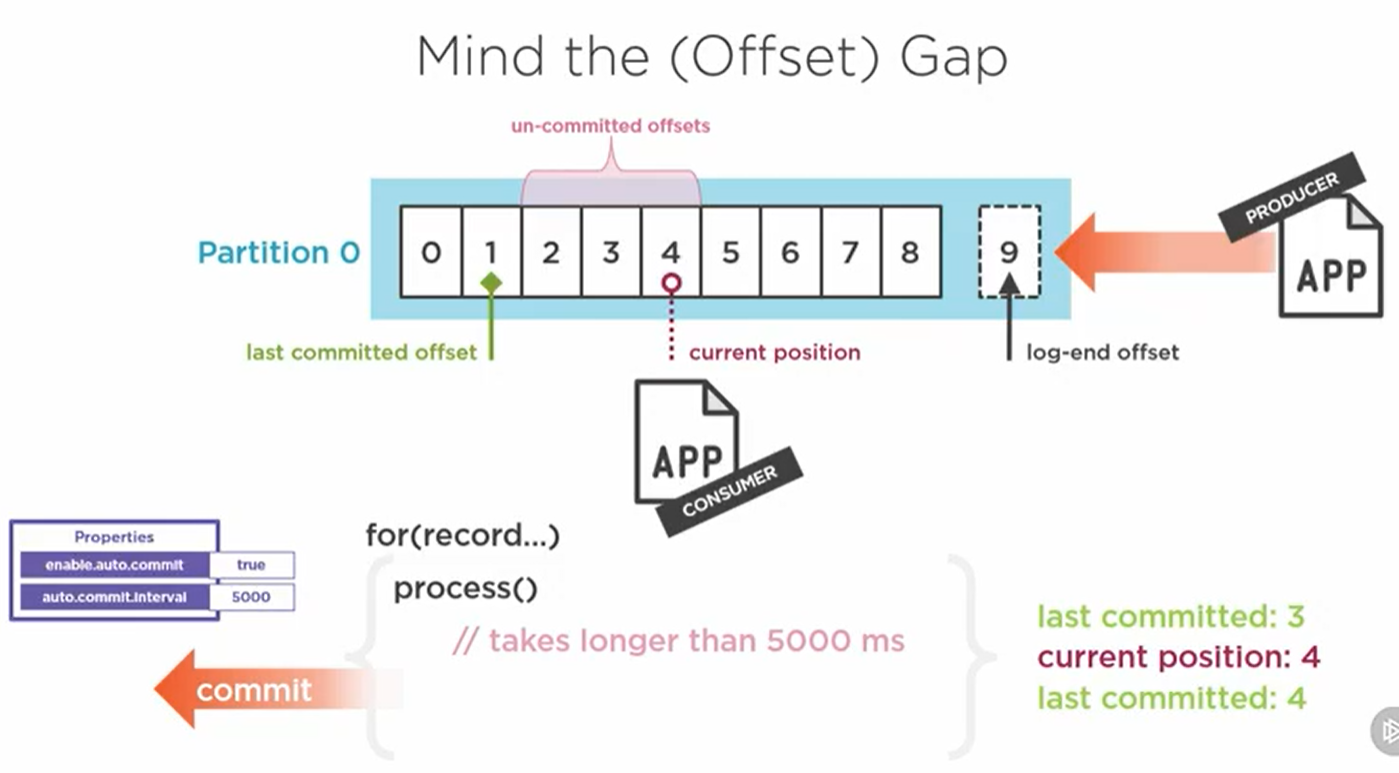 Mind the (Offset) Gap
un-committed offsets
PRODUCER
Partition 0
0 1 2 3 4 5 6 7 8 9
APP
last committed offset
current position
log-end offset
APP
CONSUMER
for(record...)
Properties
enable.auto.commit true
process()
auto.commit.interval 5000
last committed: 3
// takes longer than 5000 ms
current position: 4
commit
last committed: 4